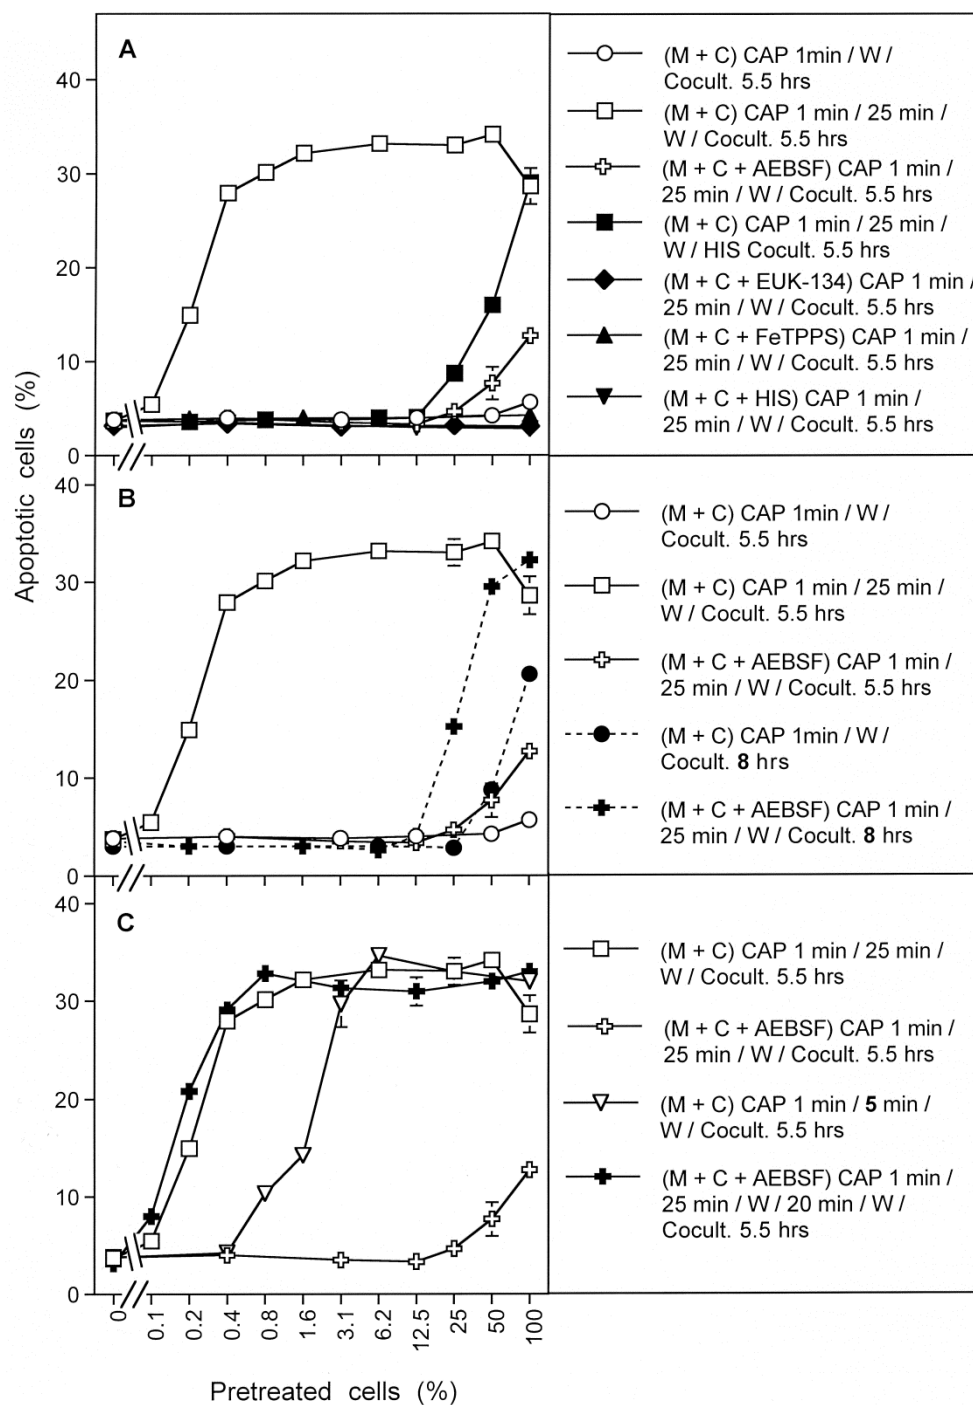 Apoptotic cells (%)
A
40
30
20
10
0
(M + C) CAP 1min / W /
Cocult. 5.5 hrs
(M + C) CAP 1 min / 25 min /
W / Cocult. 5.5 hrs
(M + C + AEBSF) CAP 1 min /
25 min / W / Cocult. 5.5 hrs
(M + C) CAP 1 min / 25 min /
W / HIS Cocult. 5.5 hrs
(M + C + EUK-134) CAP 1 min /
25 min / W / Cocult. 5.5 hrs
(M + C + FeTPPS) CAP 1 min /
25 min / W / Cocult. 5.5 hrs
(M + C + HIS) CAP 1 min /
25 min / W / Cocult. 5.5 hrs
B
40
30
20
10
0
(M + C) CAP 1min / W /
Cocult. 5.5 hrs
(M + C) CAP 1 min / 25 min /
W / Cocult. 5.5 hrs
(M + C + AEBSF) CAP 1 min /
25 min / W / Cocult. 5.5 hrs
(M + C) CAP 1min / W /
Cocult. 8 hrs
(M + C + AEBSF) CAP 1 min /
25 min / W / Cocult. 8 hrs
C
40
30
20
10
0
(M + C) CAP 1 min / 25 min /
W / Cocult. 5.5 hrs
(M + C + AEBSF) CAP 1 min /
25 min / W / Cocult. 5.5 hrs
(M + C) CAP 1 min / 5 min /
W / Cocult. 5.5 hrs
(M + C + AEBSF) CAP 1 min /
25 min / W / 20 min / W /
Cocult. 5.5 hrs
0 0.1 0.2 0.4 0.8 1.6 3.1 6.2 12.5 25 50 100
Pretreated cells (%)